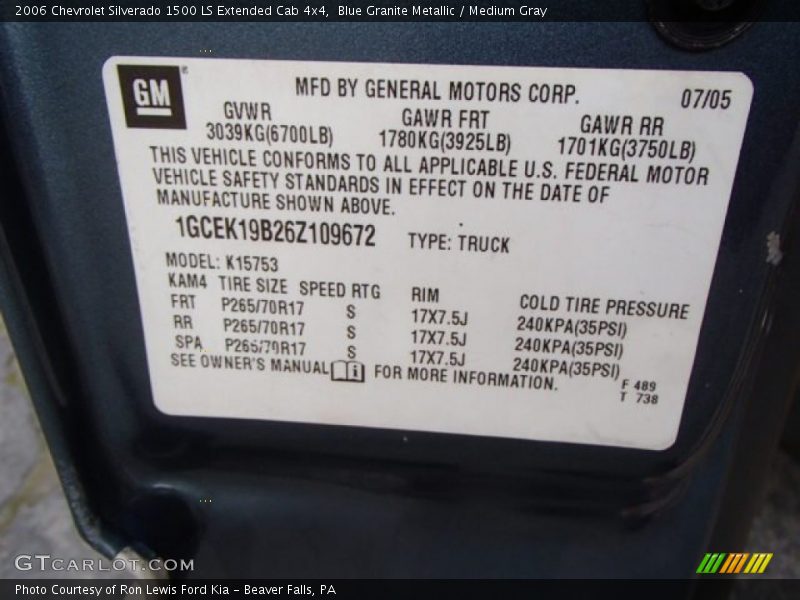 2006 Chevrolet Silverado 1500 LS Extended Cab 4x4, Blue Granite Metallic / Medium Gray
GM
MFD BY GENERAL MOTORS CORP. 07/05
GVWR GAWR FRT GAWR RR
3039KG(6700LB) 1780KG(3925LB) 1701KG(3750LB)
THIS VEHICLE CONFORMS TO ALL APPLICABLE U.S. FEDERAL MOTOR
VEHICLE SAFETY STANDARDS IN EFFECT ON THE DATE OF
MANUFACTURE SHOWN ABOVE.
1GCEK19B26Z109672 TYPE: TRUCK
MODEL: K15753
KAM4 TIRE SIZE SPEED RTG RIM COLD TIRE PRESSURE
FRT P265/70R17 S 17X7.5J 240KPA(35PSI)
RR P265/70R17 S 17X7.5J 240KPA(35PSI)
SPA P265/70R17 S 17X7.5J 240KPA(35PSI)
SEE OWNER'S MANUAL FOR MORE INFORMATION.
F 489
T 738
GTCARLOT.COM
Photo Courtesy of Ron Lewis Ford Kia – Beaver Falls, PA